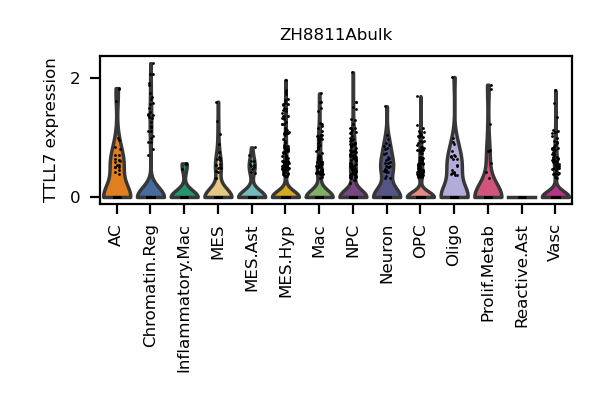 ZH8811Abulk
TTLL7 expression
2
0
AC
Chromatin.Reg
Inflammatory.Mac
MES
MES.Ast
MES.Hyp
Mac
NPC
Neuron
OPC
Oligo
Prolif.Metab
Reactive.Ast
Vasc